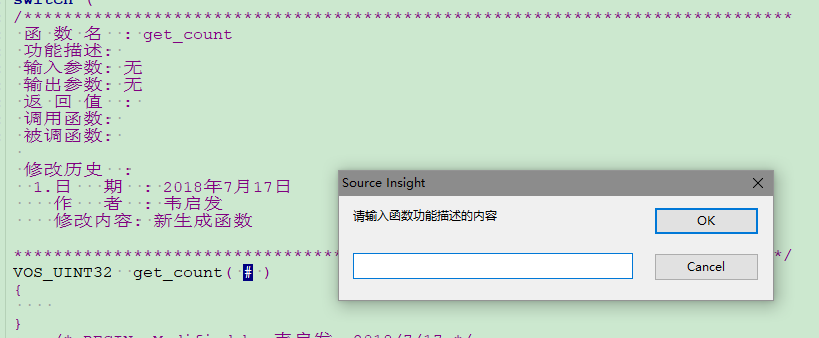 switch (
/***************************************************************************
函 数 名 : get_count
功能描述:
输入参数: 无
输出参数: 无
返 回 值 :
调用函数:
被调函数:
修改历史 :
1.日 期 : 2018年7月17日
作 者 : 韦启发
修改内容: 新生成函数
***************************************************************************/
VOS_UINT32 get_count( # )
{
}
Source Insight
请输入函数功能描述的内容
OK
Cancel